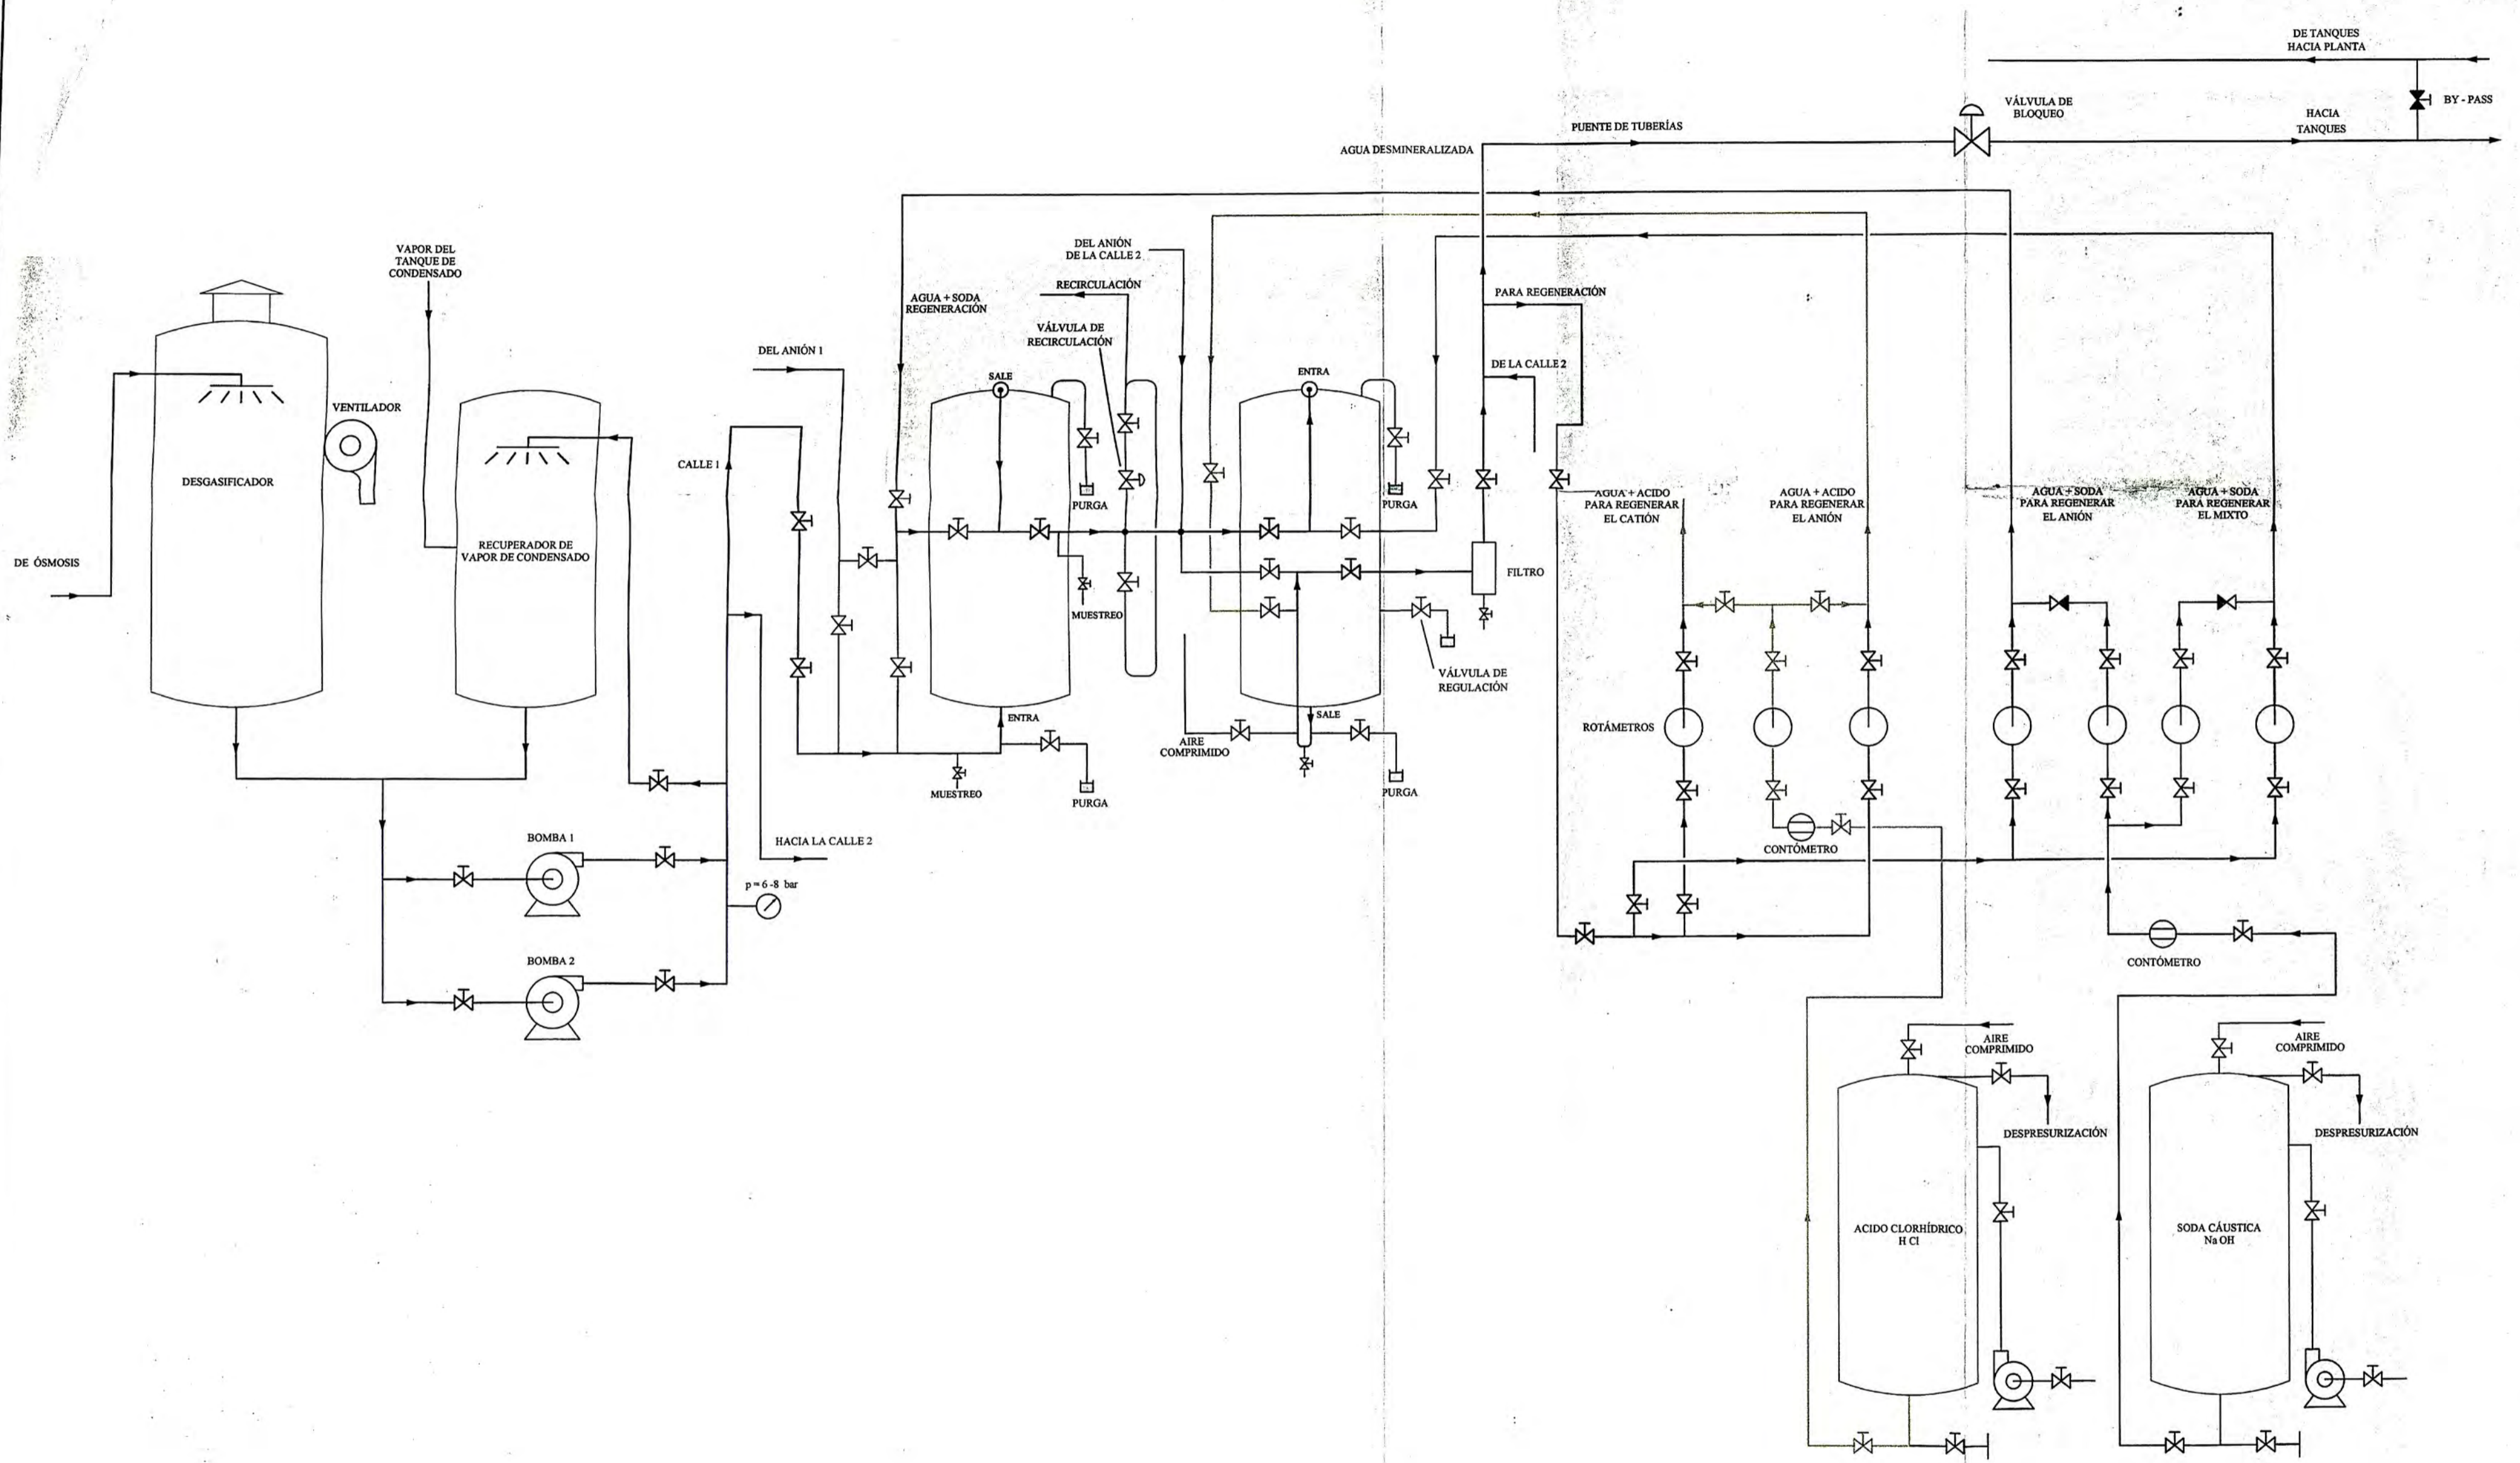 DE TANQUES
HACIA PLANTA
BY - PASS
VÁLVULA DE
BLOQUEO
HACIA
TANQUES
PUENTE DE TUBERÍAS
AGUA DESMINERALIZADA
VAPOR DEL
TANQUE DE
CONDENSADO
DEL ANIÓN
DE LA CALLE 2
RECIRCULACIÓN
AGUA + SODA
REGENERACIÓN
VÁLVULA DE
RECIRCULACIÓN
PARA REGENERACIÓN
DEL ANIÓN 1
DE LA CALLE 2
SALE
ENTRA
VENTILADOR
CALLE 1
DESGASIFICADOR
PURGA
PURGA
AGUA + ACIDO
PARA REGENERAR
EL CATIÓN
AGUA + ACIDO
PARA REGENERAR
EL ANIÓN
AGUA + SODA
PARA REGENERAR
EL ANIÓN
AGUA + SODA
PARA REGENERAR
EL MIXTO
RECUPERADOR DE
VAPOR DE CONDENSADO
DE ÓSMOSIS
FILTRO
MUESTREO
VÁLVULA DE
REGULACIÓN
ENTRA
SALE
ROTÁMETROS
AIRE
COMPRIMIDO
MUESTREO
PURGA
PURGA
BOMBA 1
HACIA LA CALLE 2
CONTÓMETRO
p = 6 -8 bar
BOMBA 2
CONTÓMETRO
AIRE
COMPRIMIDO
AIRE
COMPRIMIDO
DESPRESURIZACIÓN
DESPRESURIZACIÓN
ACIDO CLORHÍDRICO
H Cl
SODA CÁUSTICA
Na OH